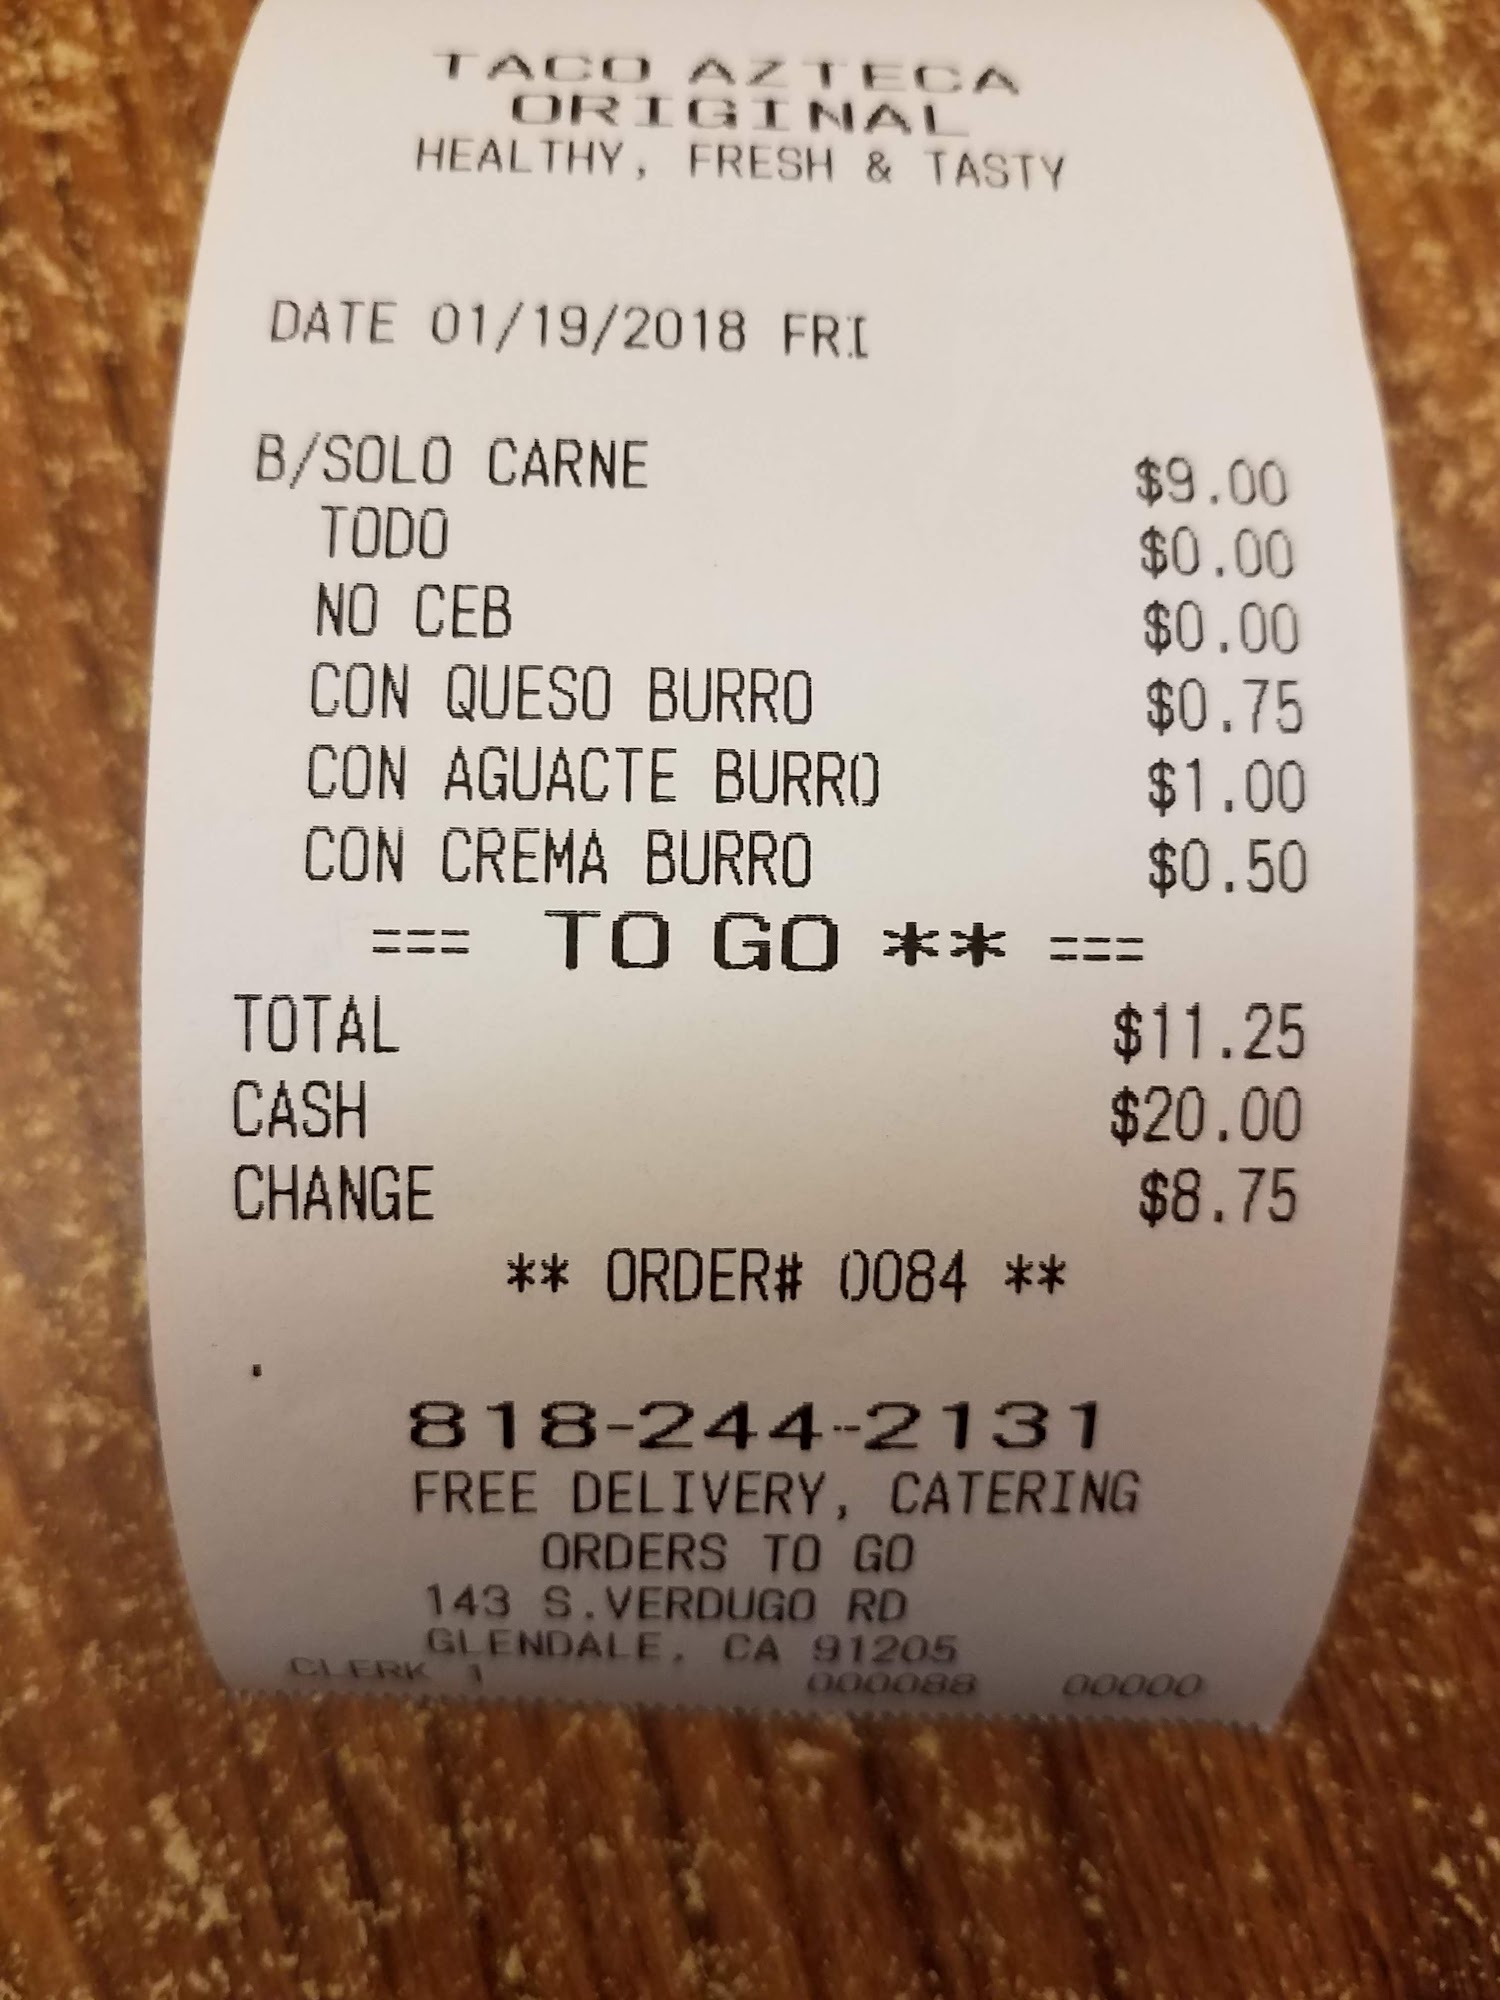 TACO AZTECA
ORIGINAL
HEALTHY, FRESH & TASTY
DATE 01/19/2018 FRI
B/SOLO CARNE $9.00
TODO $0.00
NO CEB $0.00
CON QUESO BURRO $0.75
CON AGUACTE BURRO $1.00
CON CREMA BURRO $0.50
=== TO GO ** ===
TOTAL $11.25
CASH $20.00
CHANGE $8.75
** ORDER# 0084 **
.
818-244-2131
FREE DELIVERY, CATERING
ORDERS TO GO
143 S.VERDUGO RD
GLENDALE, CA 91205
CLERK 1 000088 00000